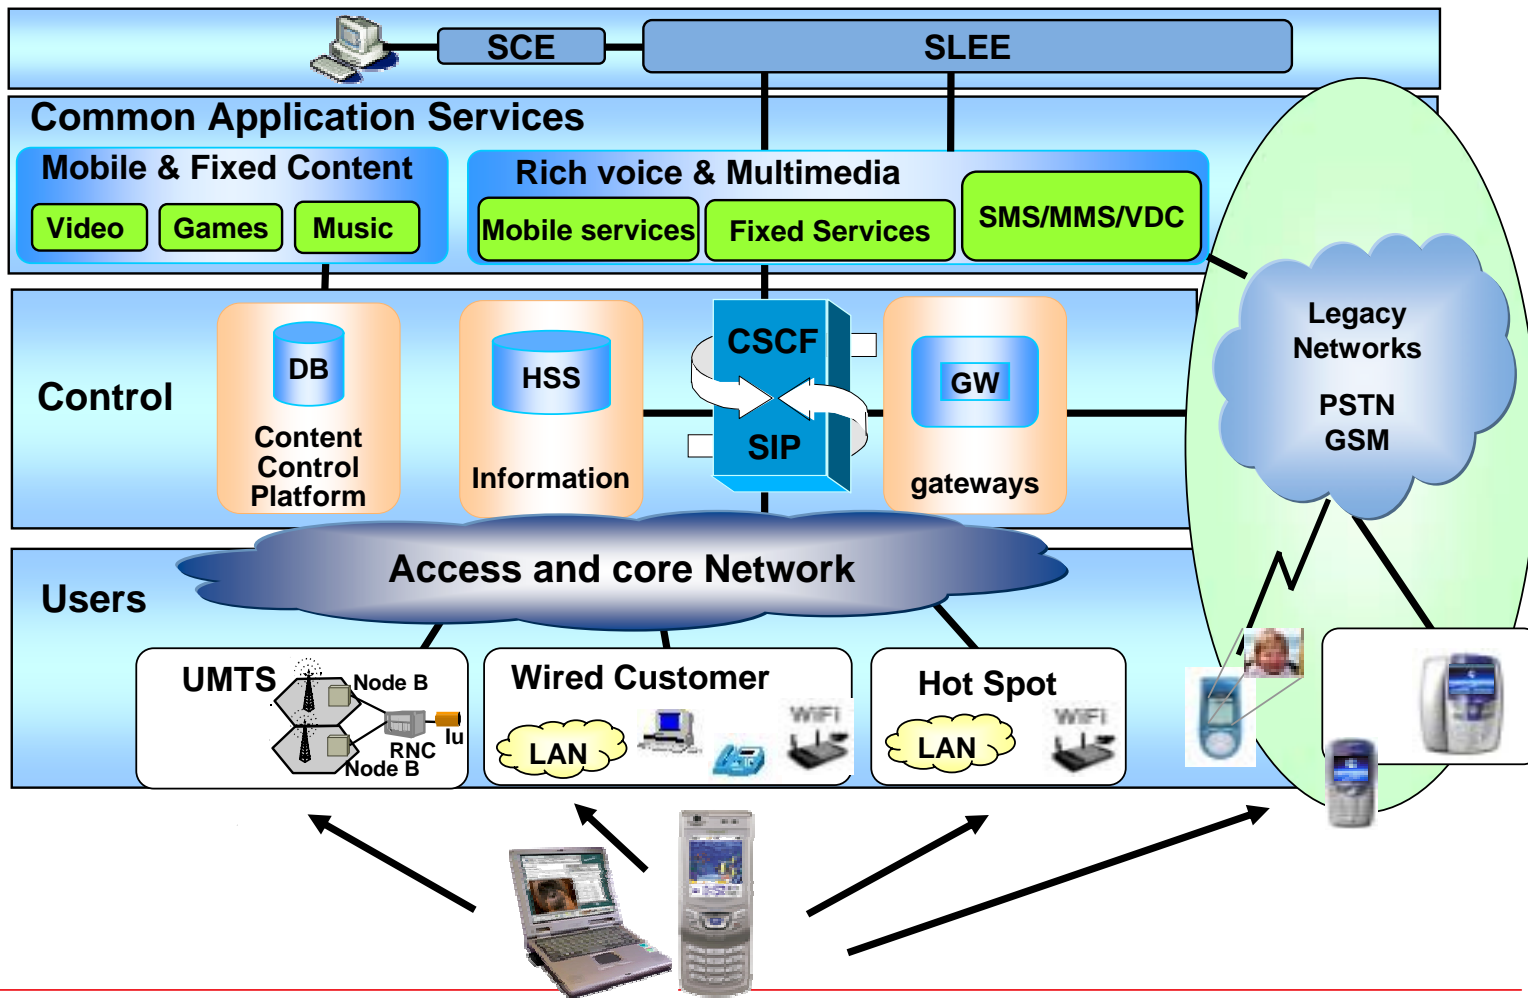 SCE
SLEE
Common Application Services
Mobile & Fixed Content
Video
Games
Music
Rich voice & Multimedia
Mobile services
Fixed Services
SMS/MMS/VDC
Control
DB
Content
Control
Platform
HSS
Information
CSCF
SIP
GW
gateways
Legacy
Networks
PSTN
GSM
Access and core Network
Users
UMTS
Node B
RNC
Iu
Node B
Wired Customer
LAN
WiFi
Hot Spot
LAN
WiFi